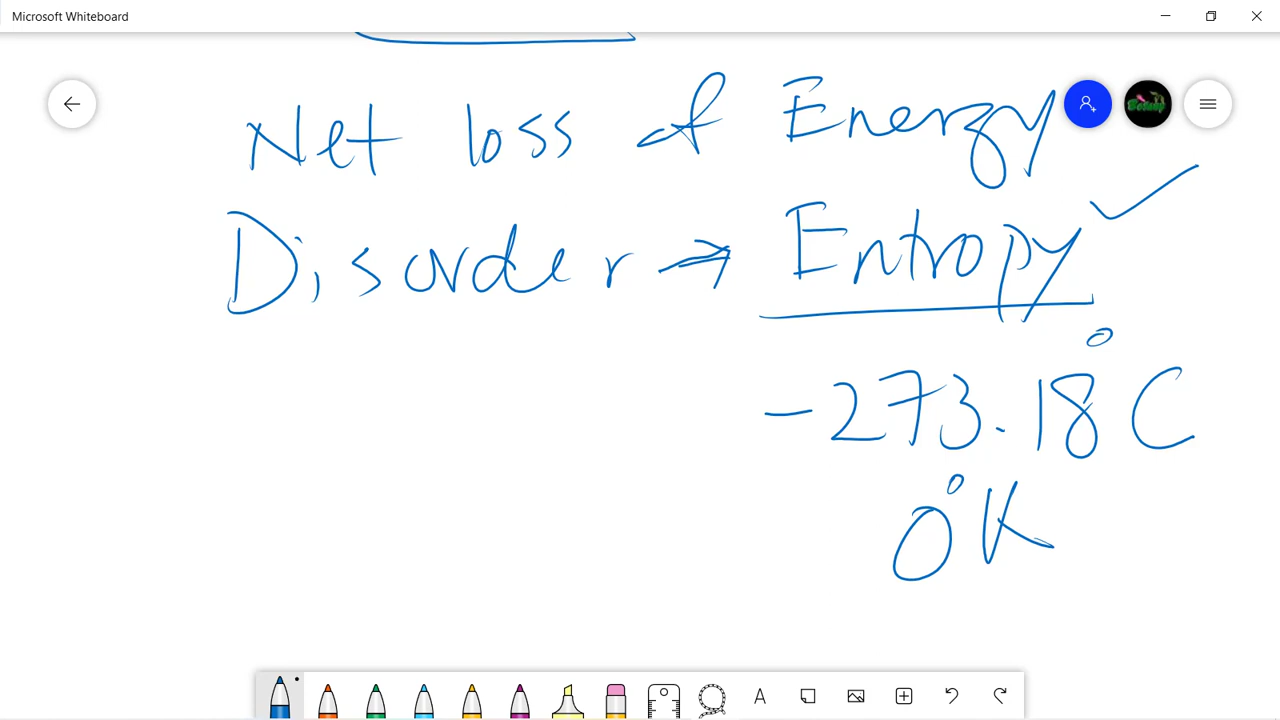 Microsoft Whiteboard
Net loss of Energy
Disorder → Entropy ✓
-273.18°C
0°K
A